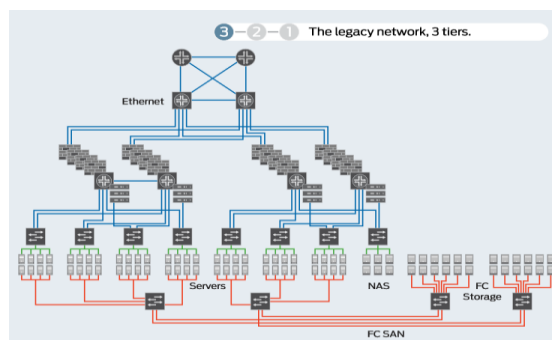 3 2 1 The legacy network, 3 tiers.
Ethernet
Servers
NAS
FC
Storage
FC SAN